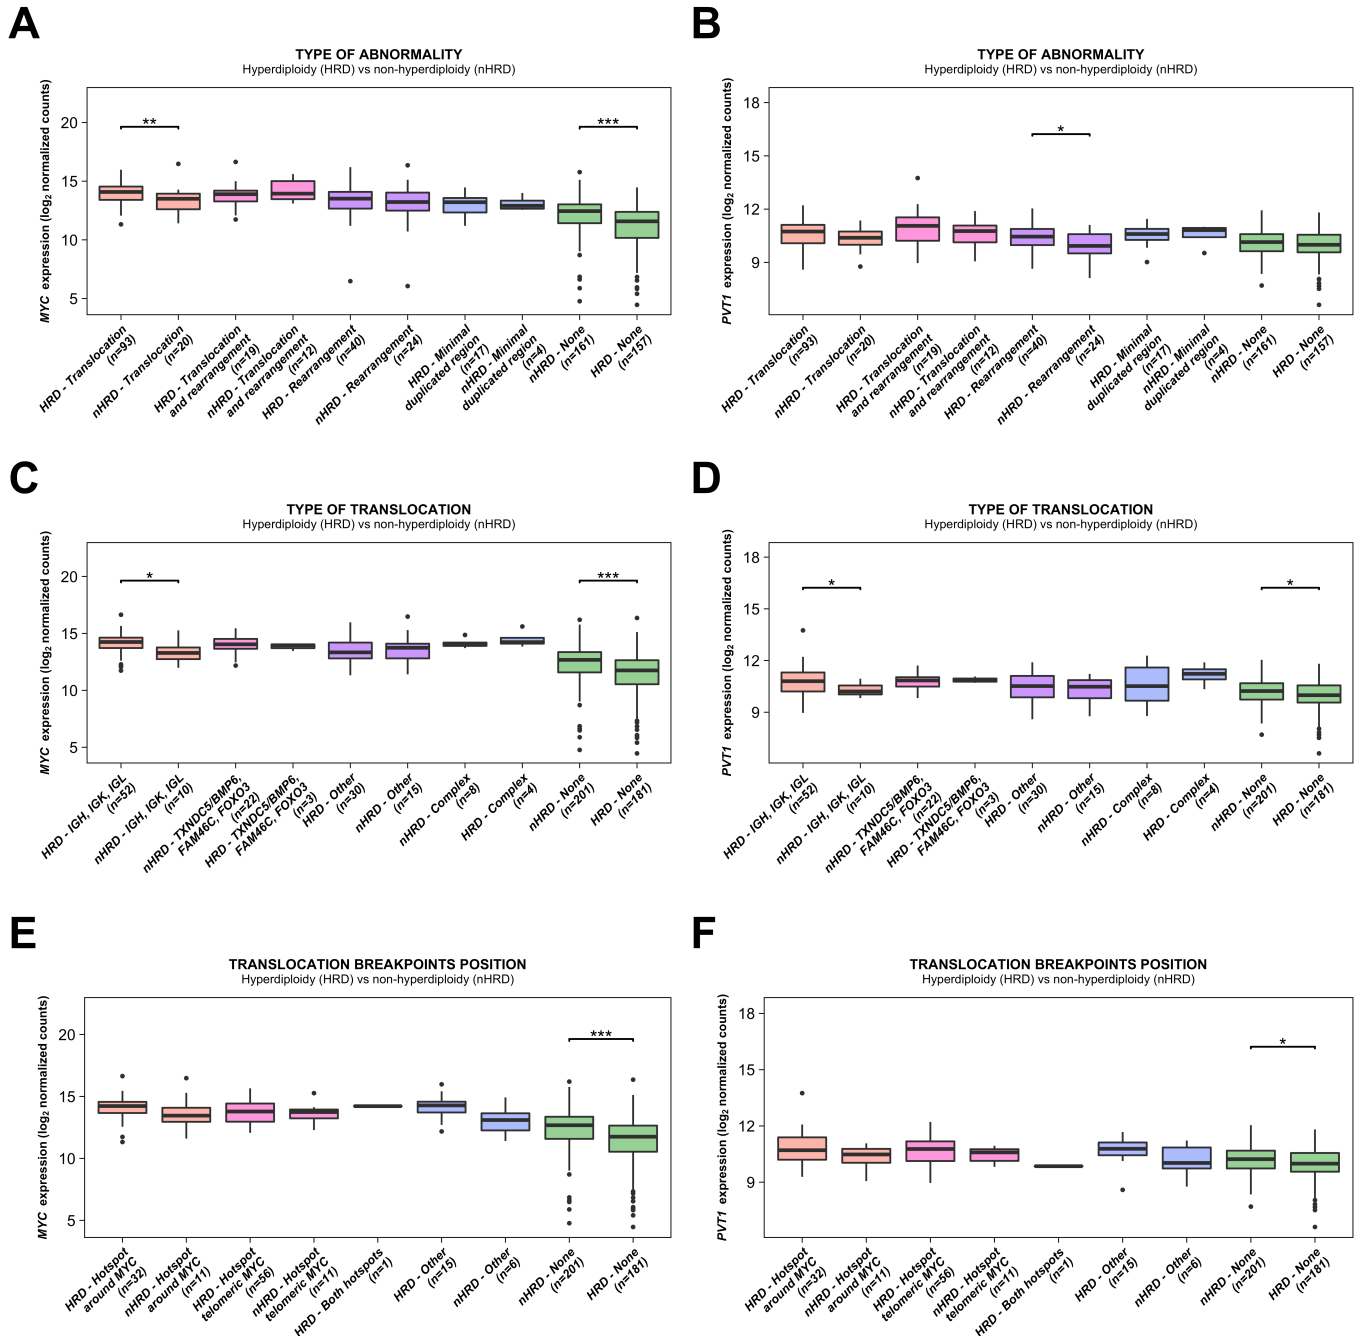 A
TYPE OF ABNORMALITY
Hyperdiploidy (HRD) vs non-hyperdiploidy (nHRD)
MYC expression (log2 normalized counts)
20
15
10
5
**
***
HRD - Translocation
(n=93)
nHRD - Translocation
(n=20)
HRD - Translocation
and rearrangement
(n=19)
nHRD - Translocation
and rearrangement
(n=12)
HRD - Rearrangement
(n=40)
nHRD - Rearrangement
(n=24)
HRD - Minimal
duplicated region
(n=17)
nHRD - Minimal
duplicated region
(n=4)
nHRD - None
(n=161)
HRD - None
(n=157)
B
TYPE OF ABNORMALITY
Hyperdiploidy (HRD) vs non-hyperdiploidy (nHRD)
PVT1 expression (log2 normalized counts)
18
15
12
9
*
HRD - Translocation
(n=93)
nHRD - Translocation
(n=20)
HRD - Translocation
and rearrangement
(n=19)
nHRD - Translocation
and rearrangement
(n=12)
HRD - Rearrangement
(n=40)
nHRD - Rearrangement
(n=24)
HRD - Minimal
duplicated region
(n=17)
nHRD - Minimal
duplicated region
(n=4)
nHRD - None
(n=161)
HRD - None
(n=157)
C
TYPE OF TRANSLOCATION
Hyperdiploidy (HRD) vs non-hyperdiploidy (nHRD)
MYC expression (log2 normalized counts)
20
15
10
5
*
***
HRD - IGH, IGK, IGL
(n=52)
nHRD - IGH, IGK, IGL
(n=10)
nHRD - TXNDC5/BMP6,
FAM46C, FOXO3
(n=22)
HRD - TXNDC5/BMP6,
FAM46C, FOXO3
(n=3)
HRD - Other
(n=30)
nHRD - Other
(n=15)
nHRD - Complex
(n=8)
HRD - Complex
(n=4)
nHRD - None
(n=201)
HRD - None
(n=181)
D
TYPE OF TRANSLOCATION
Hyperdiploidy (HRD) vs non-hyperdiploidy (nHRD)
PVT1 expression (log2 normalized counts)
18
15
12
9
*
*
HRD - IGH, IGK, IGL
(n=52)
nHRD - IGH, IGK, IGL
(n=10)
nHRD - TXNDC5/BMP6,
FAM46C, FOXO3
(n=22)
HRD - TXNDC5/BMP6,
FAM46C, FOXO3
(n=3)
HRD - Other
(n=30)
nHRD - Other
(n=15)
nHRD - Complex
(n=8)
HRD - Complex
(n=4)
nHRD - None
(n=201)
HRD - None
(n=181)
E
TRANSLOCATION BREAKPOINTS POSITION
Hyperdiploidy (HRD) vs non-hyperdiploidy (nHRD)
MYC expression (log2 normalized counts)
20
15
10
5
***
HRD - Hotspot
around MYC
(n=32)
nHRD - Hotspot
around MYC
(n=11)
HRD - Hotspot
telomeric MYC
(n=56)
nHRD - Hotspot
telomeric MYC
(n=11)
HRD - Both hotspots
(n=1)
HRD - Other
(n=15)
nHRD - Other
(n=6)
nHRD - None
(n=201)
HRD - None
(n=181)
F
TRANSLOCATION BREAKPOINTS POSITION
Hyperdiploidy (HRD) vs non-hyperdiploidy (nHRD)
PVT1 expression (log2 normalized counts)
18
15
12
9
*
HRD - Hotspot
around MYC
(n=32)
nHRD - Hotspot
around MYC
(n=11)
HRD - Hotspot
telomeric MYC
(n=56)
nHRD - Hotspot
telomeric MYC
(n=11)
HRD - Both hotspots
(n=1)
HRD - Other
(n=15)
nHRD - Other
(n=6)
nHRD - None
(n=201)
HRD - None
(n=181)